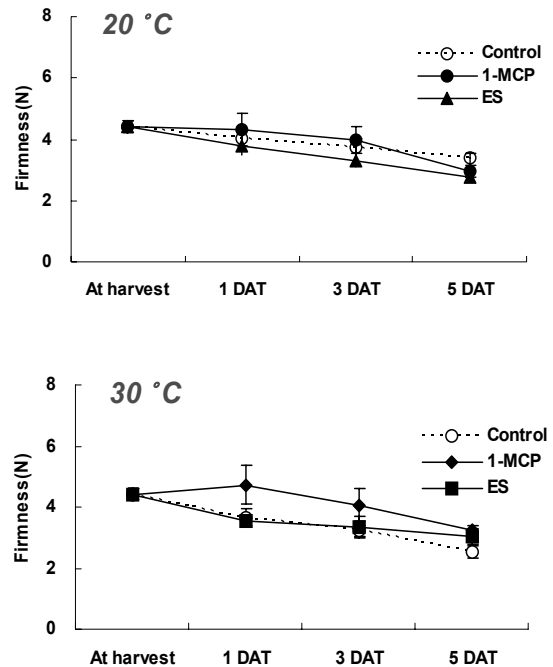 20 °C
8
6
4
2
0
Firmness(N)
Control
1-MCP
ES
At harvest 1 DAT 3 DAT 5 DAT
30 °C
8
6
4
2
0
Firmness(N)
Control
1-MCP
ES
At harvest 1 DAT 3 DAT 5 DAT